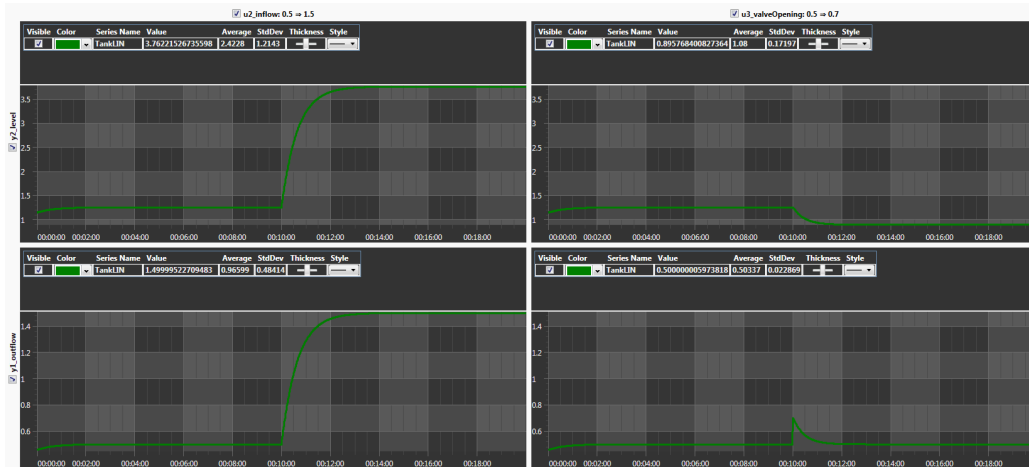 u2_inflow: 0.5 ⇒ 1.5
u3_valveOpening: 0.5 ⇒ 0.7
Visible Color Series Name Value Average StdDev Thickness Style
TankLIN 3.76221526735598 2.4228 1.2143
Visible Color Series Name Value Average StdDev Thickness Style
TankLIN 0.895768400827364 1.08 0.17197
y2_level
3.5
3
2.5
2
1.5
1
00:00:00 00:02:00 00:04:00 00:06:00 00:08:00 00:10:00 00:12:00 00:14:00 00:16:00 00:18:00
3.5
3
2.5
2
1.5
1
00:00:00 00:02:00 00:04:00 00:06:00 00:08:00 00:10:00 00:12:00 00:14:00 00:16:00 00:18:00
Visible Color Series Name Value Average StdDev Thickness Style
TankLIN 1.49999522709483 0.96599 0.48414
Visible Color Series Name Value Average StdDev Thickness Style
TankLIN 0.500000005973818 0.50337 0.022869
y1_outflow
1.4
1.2
1
0.8
0.6
00:00:00 00:02:00 00:04:00 00:06:00 00:08:00 00:10:00 00:12:00 00:14:00 00:16:00 00:18:00
1.4
1.2
1
0.8
0.6
00:00:00 00:02:00 00:04:00 00:06:00 00:08:00 00:10:00 00:12:00 00:14:00 00:16:00 00:18:00